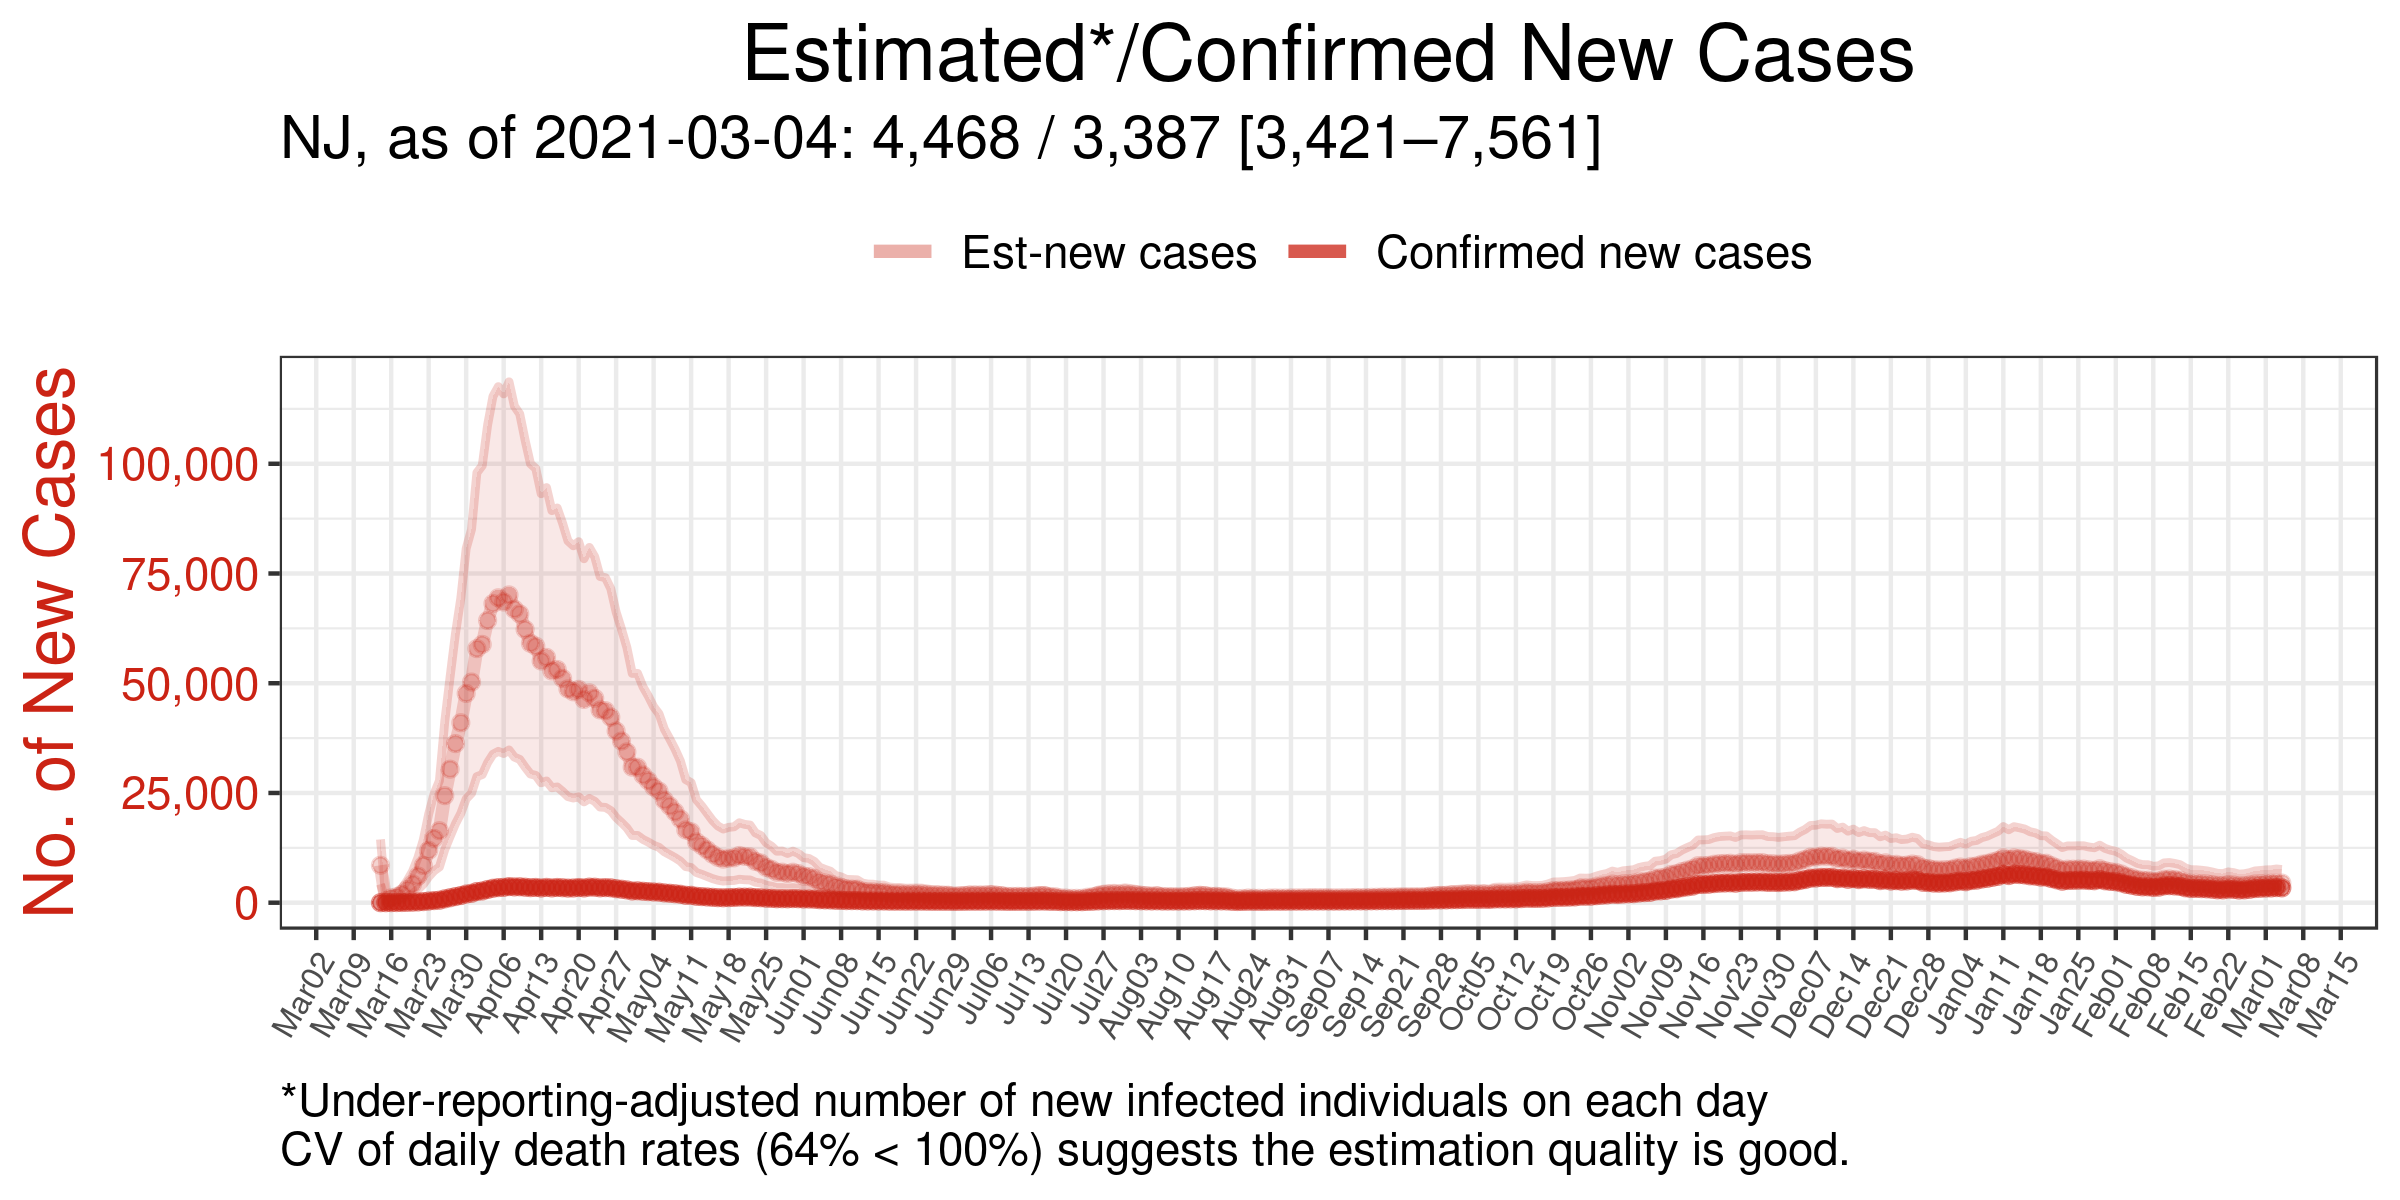 Estimated*/Confirmed New Cases
NJ, as of 2021-03-04: 4,468 / 3,387 [3,421–7,561]
Est-new cases
Confirmed new cases
No. of New Cases
100,000
75,000
50,000
25,000
0
Mar02
Mar09
Mar16
Mar23
Mar30
Apr06
Apr13
Apr20
Apr27
May04
May11
May18
May25
Jun01
Jun08
Jun15
Jun22
Jun29
Jul06
Jul13
Jul20
Jul27
Aug03
Aug10
Aug17
Aug24
Aug31
Sep07
Sep14
Sep21
Sep28
Oct05
Oct12
Oct19
Oct26
Nov02
Nov09
Nov16
Nov23
Nov30
Dec07
Dec14
Dec21
Dec28
Jan04
Jan11
Jan18
Jan25
Feb01
Feb08
Feb15
Feb22
Mar01
Mar08
Mar15
*Under-reporting-adjusted number of new infected individuals on each day
CV of daily death rates (64% < 100%) suggests the estimation quality is good.